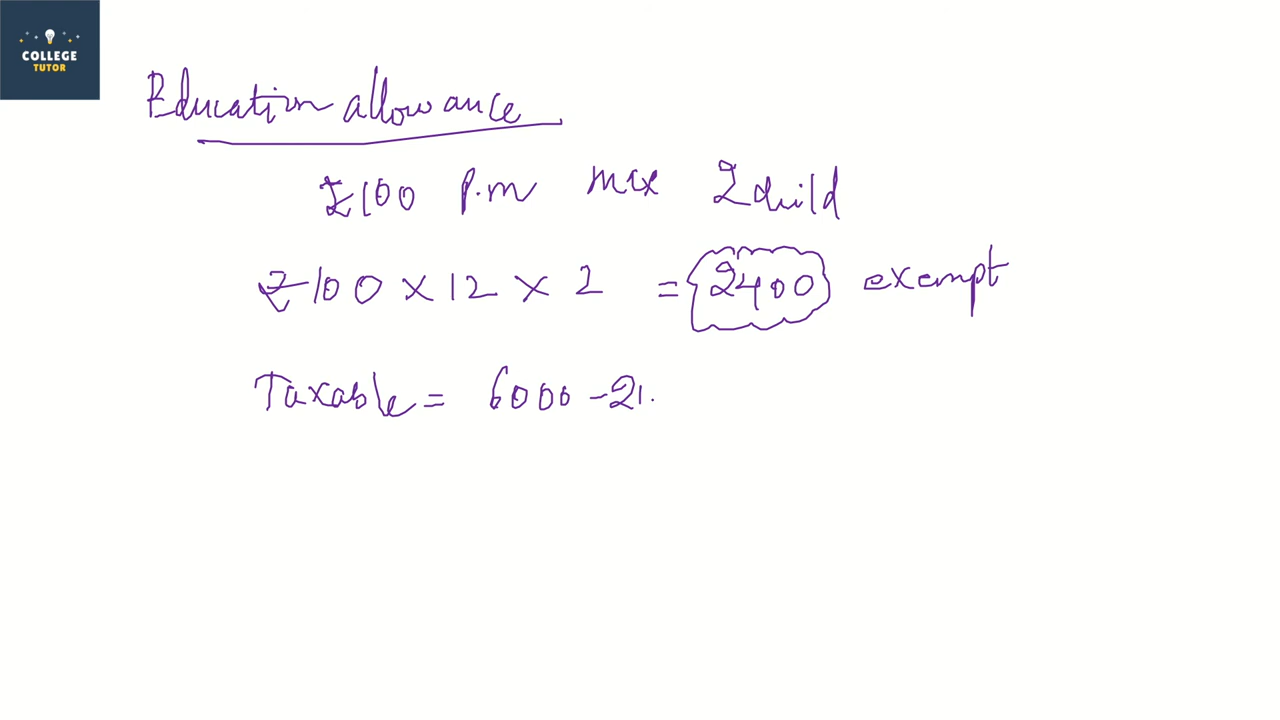 COLLEGE
TUTOR
Education allowance
₹100 p.m max 2 child
₹100 × 12 × 2 = 2400 exempt
Taxable = 6000 - 21.